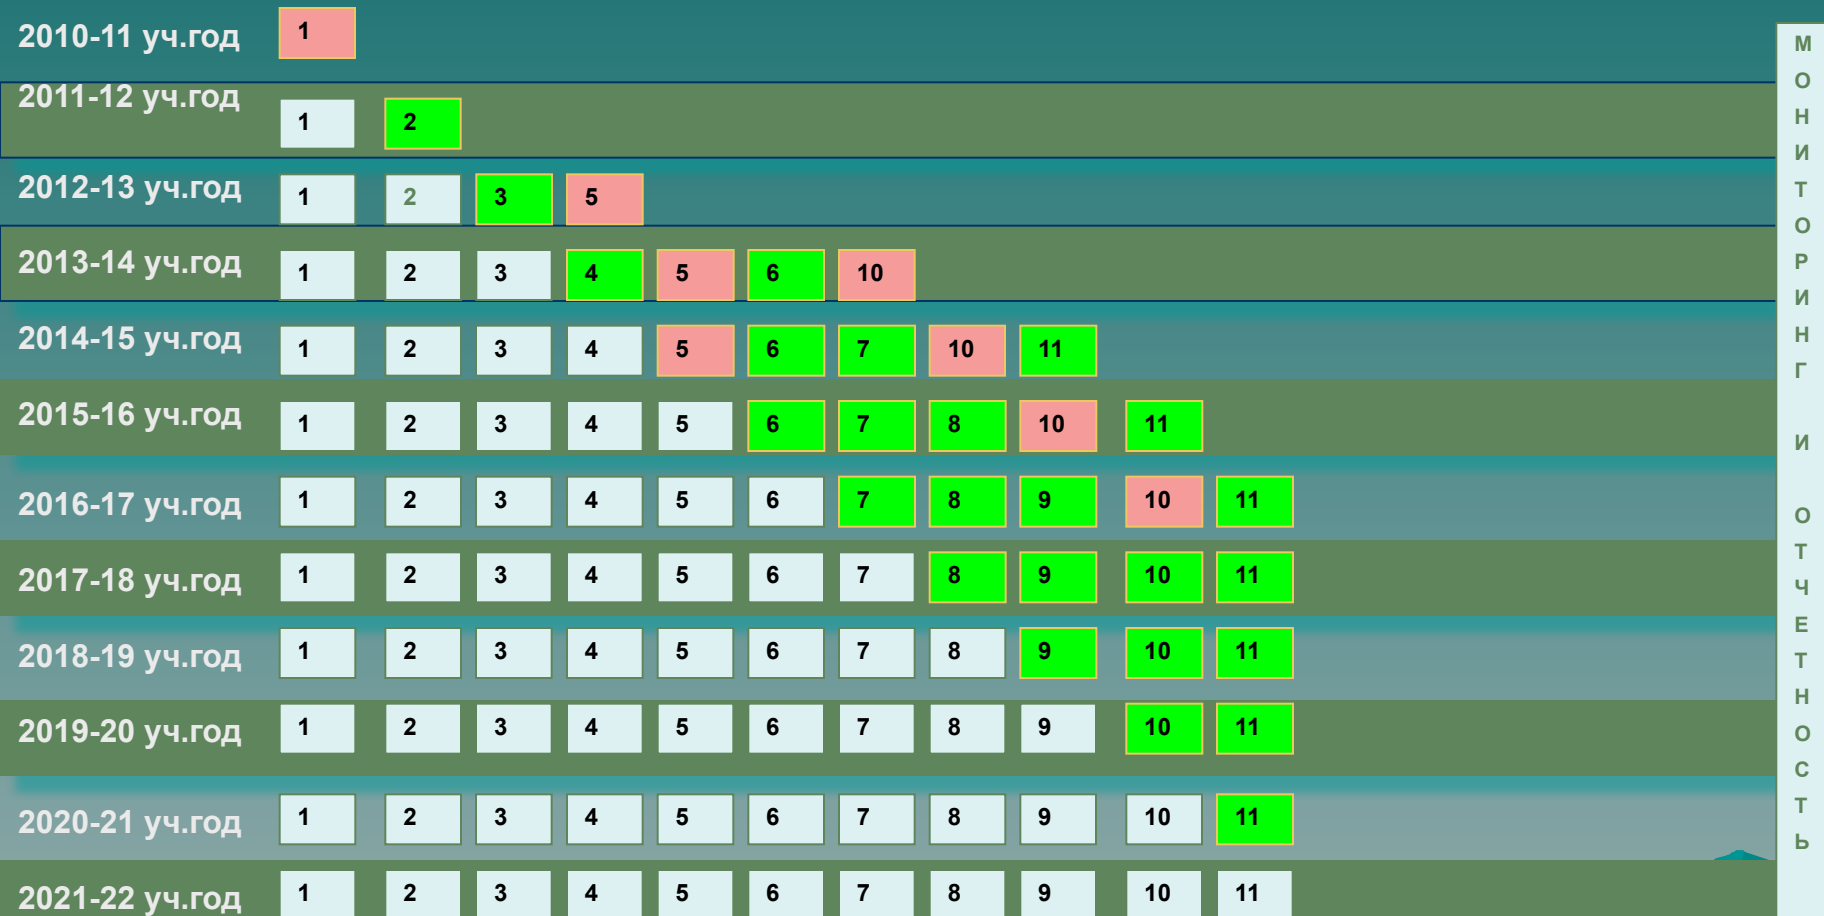 2010-11 уч.год 1
2011-12 уч.год 1 2
2012-13 уч.год 1 2 3 5
2013-14 уч.год 1 2 3 4 5 6 10
2014-15 уч.год 1 2 3 4 5 6 7 10 11
2015-16 уч.год 1 2 3 4 5 6 7 8 10 11
2016-17 уч.год 1 2 3 4 5 6 7 8 9 10 11
2017-18 уч.год 1 2 3 4 5 6 7 8 9 10 11
2018-19 уч.год 1 2 3 4 5 6 7 8 9 10 11
2019-20 уч.год 1 2 3 4 5 6 7 8 9 10 11
2020-21 уч.год 1 2 3 4 5 6 7 8 9 10 11
2021-22 уч.год 1 2 3 4 5 6 7 8 9 10 11
МОНИТОРИНГ И ОТЧЕТНОСТЬ